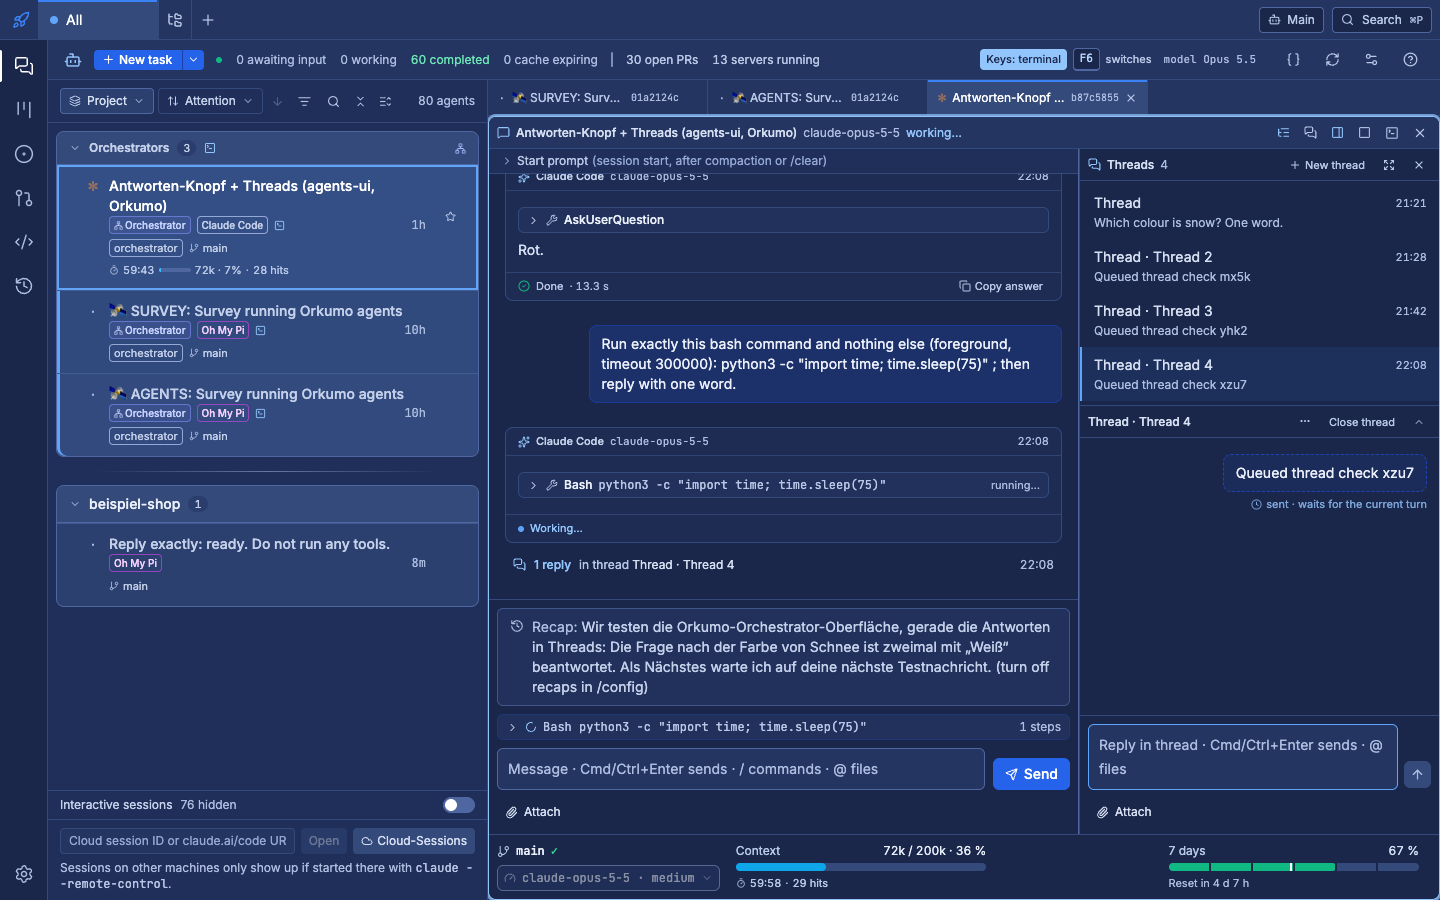 All
Main
Search ⌘P
New task
0 awaiting input 0 working 60 completed 0 cache expiring | 30 open PRs 13 servers running
Keys: terminal F6 switches model Opus 5.5
Project
Attention
80 agents
Orchestrators 3
Antworten-Knopf + Threads (agents-ui, Orkumo)
Orchestrator Claude Code 1h
orchestrator main
59:43 72k · 7% · 28 hits
SURVEY: Survey running Orkumo agents
Orchestrator Oh My Pi 10h
orchestrator main
AGENTS: Survey running Orkumo agents
Orchestrator Oh My Pi 10h
orchestrator main
beispiel-shop 1
Reply exactly: ready. Do not run any tools.
Oh My Pi 8m
main
Interactive sessions 76 hidden
Cloud session ID or claude.ai/code UR Open Cloud-Sessions
Sessions on other machines only show up if started there with claude -
-remote-control.
· SURVEY: Surv... 01a2124c
· AGENTS: Surv... 01a2124c
Antworten-Knopf ... b87c5855
Antworten-Knopf + Threads (agents-ui, Orkumo) claude-opus-5-5 working...
Start prompt (session start, after compaction or /clear)
Claude Code claude-opus-5-5 22:08
AskUserQuestion
Rot.
Done · 13.3 s Copy answer
Run exactly this bash command and nothing else (foreground,
timeout 300000): python3 -c "import time; time.sleep(75)" ; then
reply with one word.
Claude Code claude-opus-5-5 22:08
Bash python3 -c "import time; time.sleep(75)" running...
Working...
1 reply in thread Thread · Thread 4 22:08
Recap: Wir testen die Orkumo-Orchestrator-Oberfläche, gerade die Antworten
in Threads: Die Frage nach der Farbe von Schnee ist zweimal mit „Weiß“
beantwortet. Als Nächstes warte ich auf deine nächste Testnachricht. (turn off
recaps in /config)
Bash python3 -c "import time; time.sleep(75)" 1 steps
Message · Cmd/Ctrl+Enter sends · / commands · @ files
Send
Attach
Threads 4 New thread
Thread 21:21
Which colour is snow? One word.
Thread · Thread 2 21:28
Queued thread check mx5k
Thread · Thread 3 21:42
Queued thread check yhk2
Thread · Thread 4 22:08
Queued thread check xzu7
Thread · Thread 4 ... Close thread
Queued thread check xzu7
sent · waits for the current turn
Reply in thread · Cmd/Ctrl+Enter sends · @
files
Attach
main ✓
claude-opus-5-5 · medium
Context 72k / 200k · 36 %
59:58 · 29 hits
7 days 67 %
Reset in 4 d 7 h